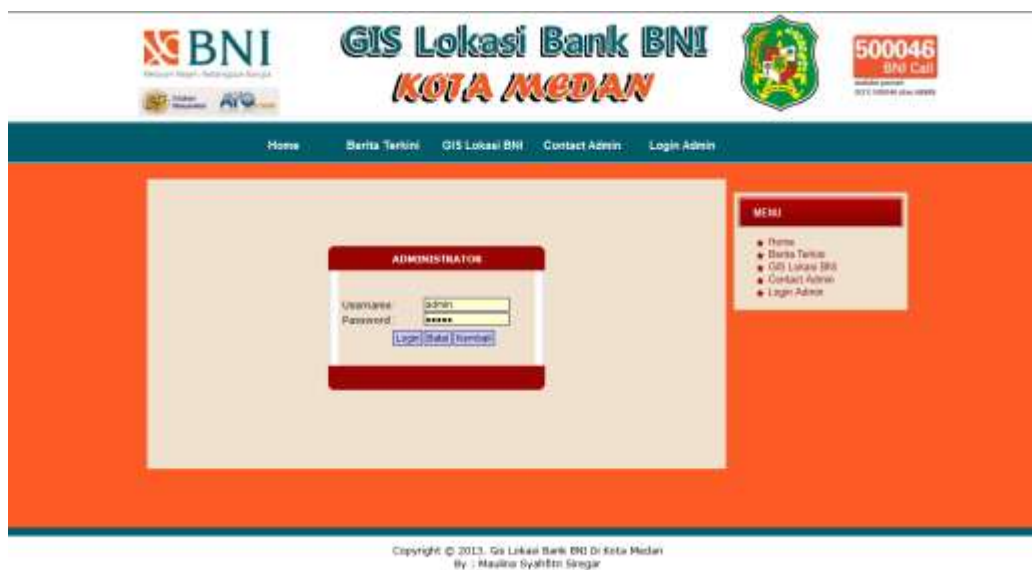 BNI
GIS Lokasi Bank BNI
KOTA MEDAN
500046
BNI Call
Home Berita Terkini GIS Lokasi BNI Contact Admin Login Admin
ADMINISTRATOR
Username
admin
Password
Login Batal Kembali
MENU
Home
Berita Terkini
GIS Lokasi BNI
Contact Admin
Login Admin
Copyright © 2013. Gis Lokasi Bank BNI Di Kota Medan
By : Maulina Syahfitri Siregar